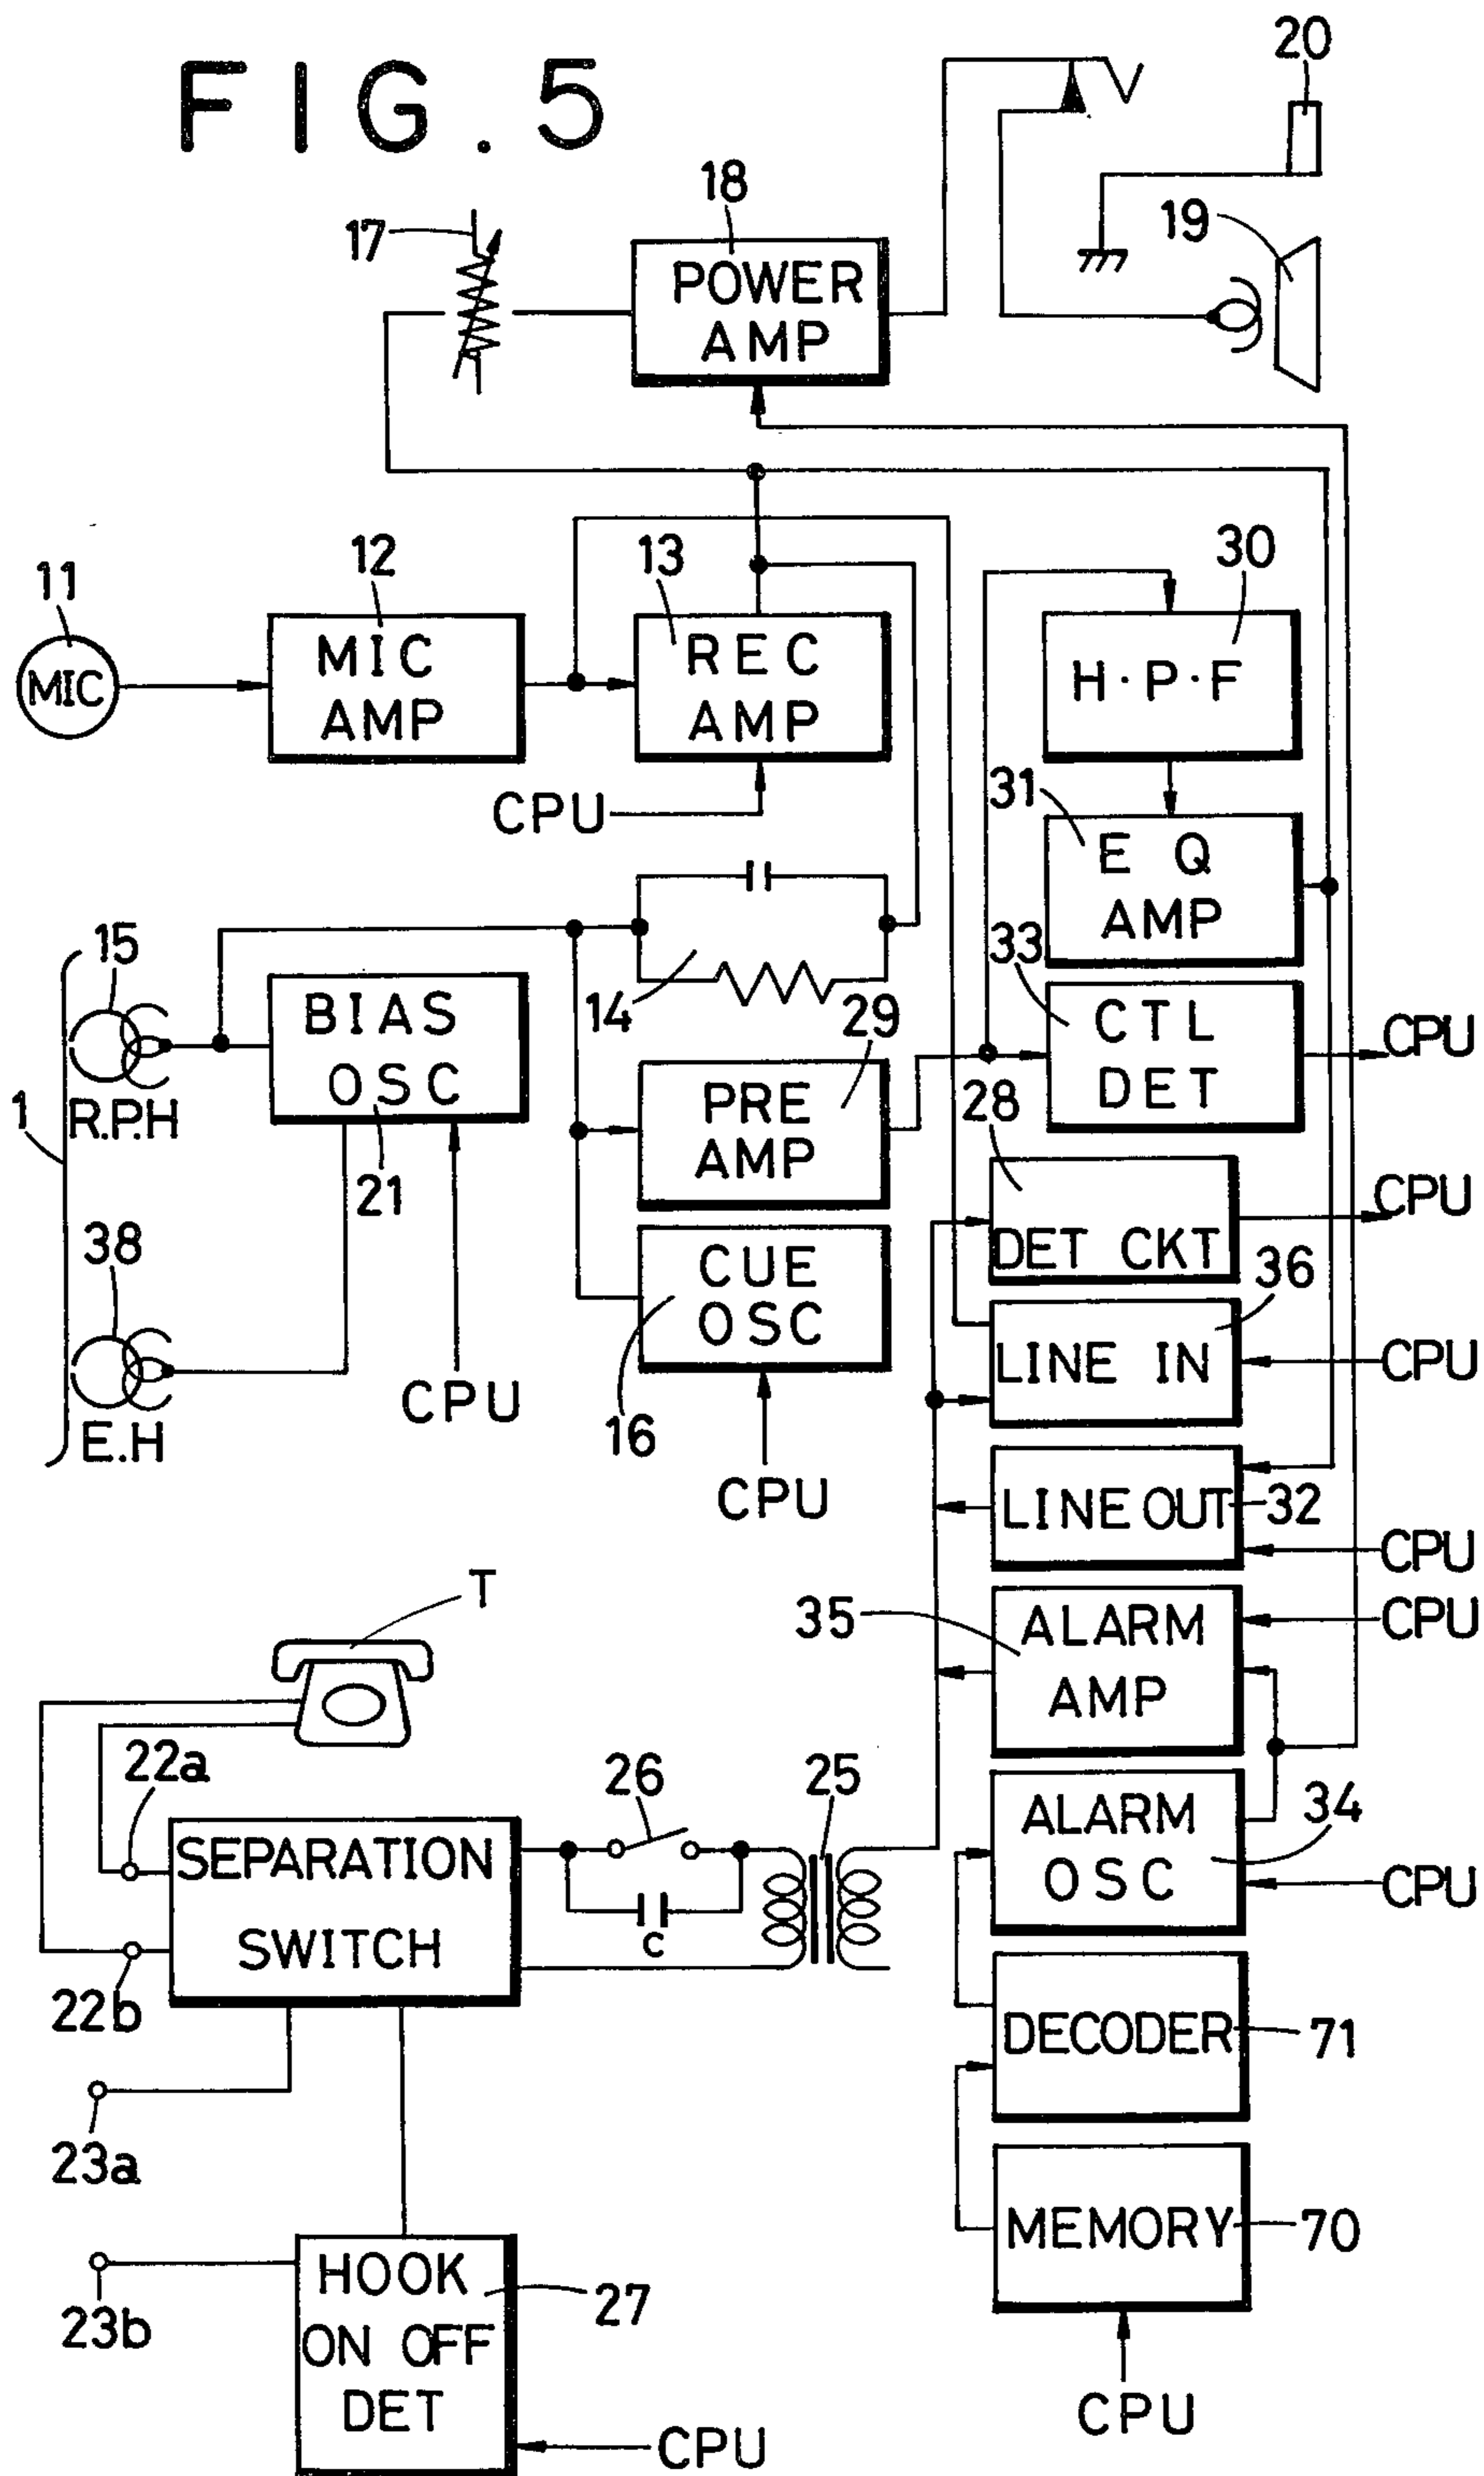 FIG. 5
20
18
17
19
POWER
AMP
12
13
30
11
MIC
MIC
AMP
REC
AMP
H·P·F
CPU
31
EQ
AMP
15
33
BIAS
OSC
14
29
CTL
DET
CPU
1
R.P.H
21
PRE
AMP
28
DET CKT
CPU
38
CUE
OSC
36
LINE IN
CPU
E.H
CPU
16
CPU
LINE OUT
32
CPU
T
35
ALARM
AMP
CPU
22a
26
25
SEPARATION
SWITCH
C
ALARM
OSC
34
CPU
22b
DECODER
71
23a
MEMORY
70
23b
HOOK
ON OFF
DET
27
CPU
CPU